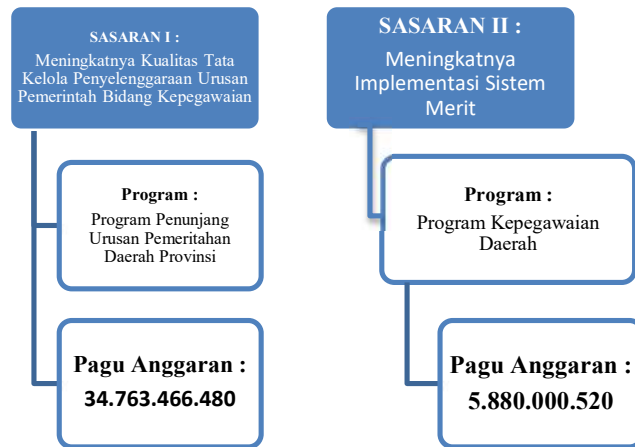 SASARAN I :
Meningkatnya Kualitas Tata
Kelola Penyelenggaraan Urusan
Pemerintah Bidang Kepegawaian
Program :
Program Penunjang
Urusan Pemeritahan
Daerah Provinsi
Pagu Anggaran :
34.763.466.480
SASARAN II :
Meningkatnya
Implementasi Sistem
Merit
Program :
Program Kepegawaian
Daerah
Pagu Anggaran :
5.880.000.520